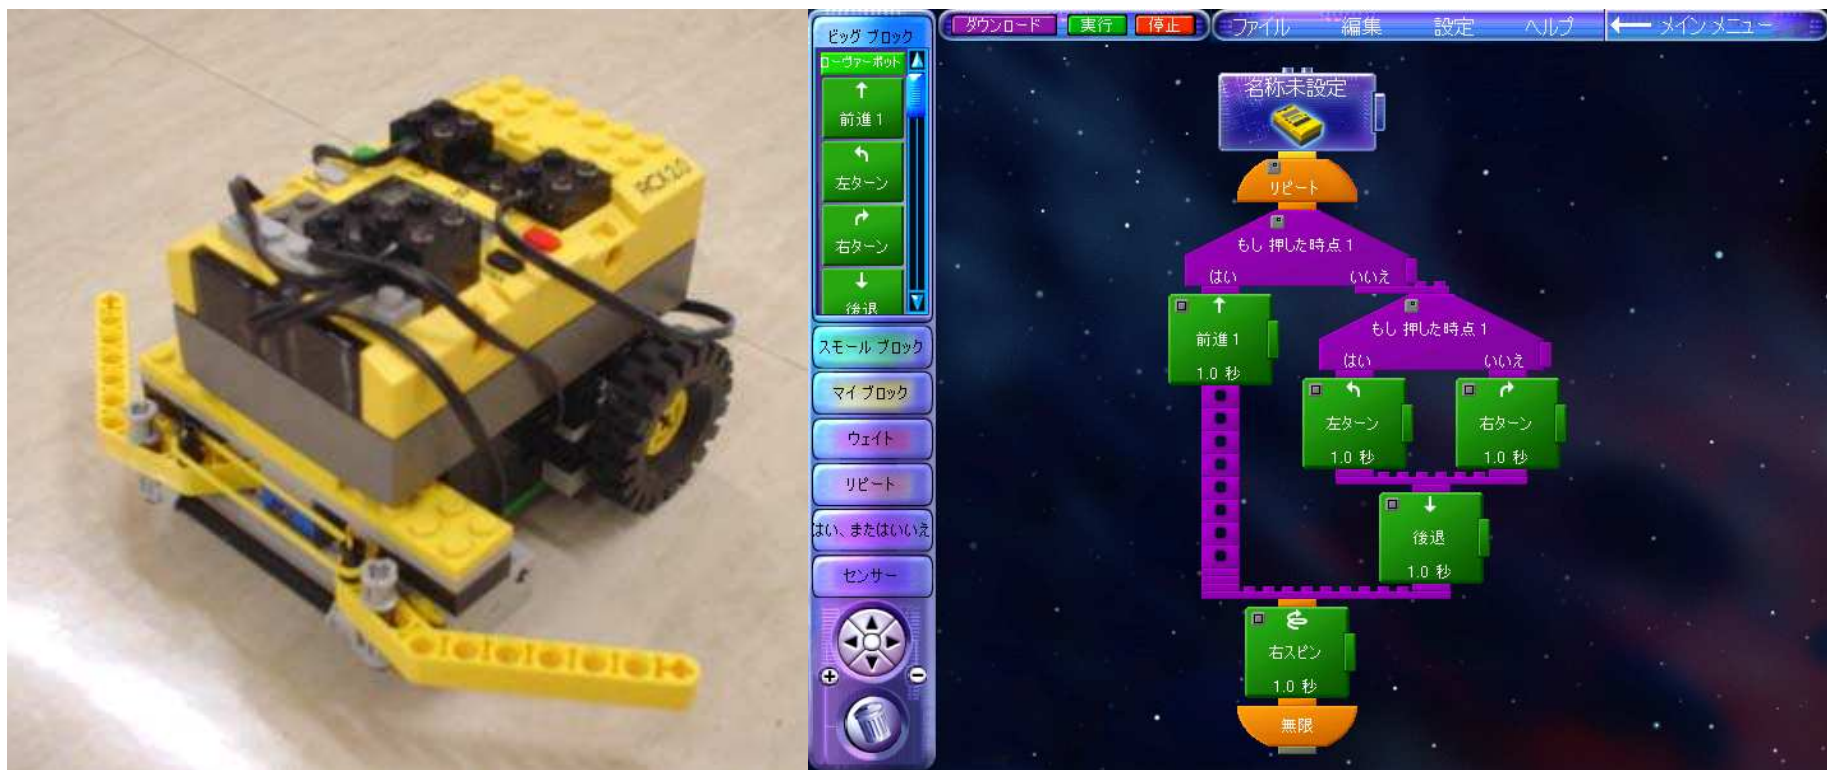 RCX 2.0
ビッグ ブロック
ローヴァーボット
前進 1
左ターン
右ターン
後退
スモール ブロック
マイ ブロック
ウェイト
リピート
はい、またはいいえ
センサー
ダウンロード 実行 停止 ファイル 編集 設定 ヘルプ メイン メニュー
名称未設定
リピート
もし 押した時点 1
はい いいえ
前進 1
1.0 秒
もし 押した時点 1
はい いいえ
左ターン
1.0 秒
右ターン
1.0 秒
後退
1.0 秒
右スピン
1.0 秒
無限